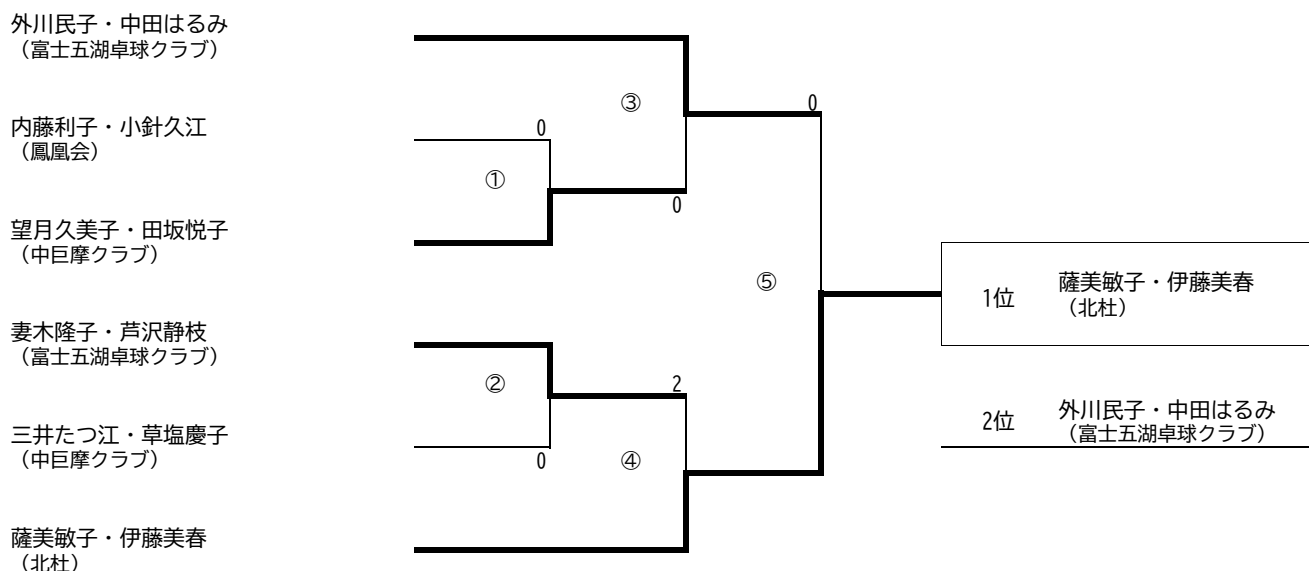 外川民子・中田はるみ
（富士五湖卓球クラブ）
③
0
内藤利子・小針久江
（鳳凰会）
0
①
0
望月久美子・田坂悦子
（中巨摩クラブ）
⑤
1位
薩美敏子・伊藤美春
（北杜）
妻木隆子・芦沢静枝
（富士五湖卓球クラブ）
②
2
2位
外川民子・中田はるみ
（富士五湖卓球クラブ）
三井たつ江・草塩慶子
（中巨摩クラブ）
0
④
薩美敏子・伊藤美春
（北杜）